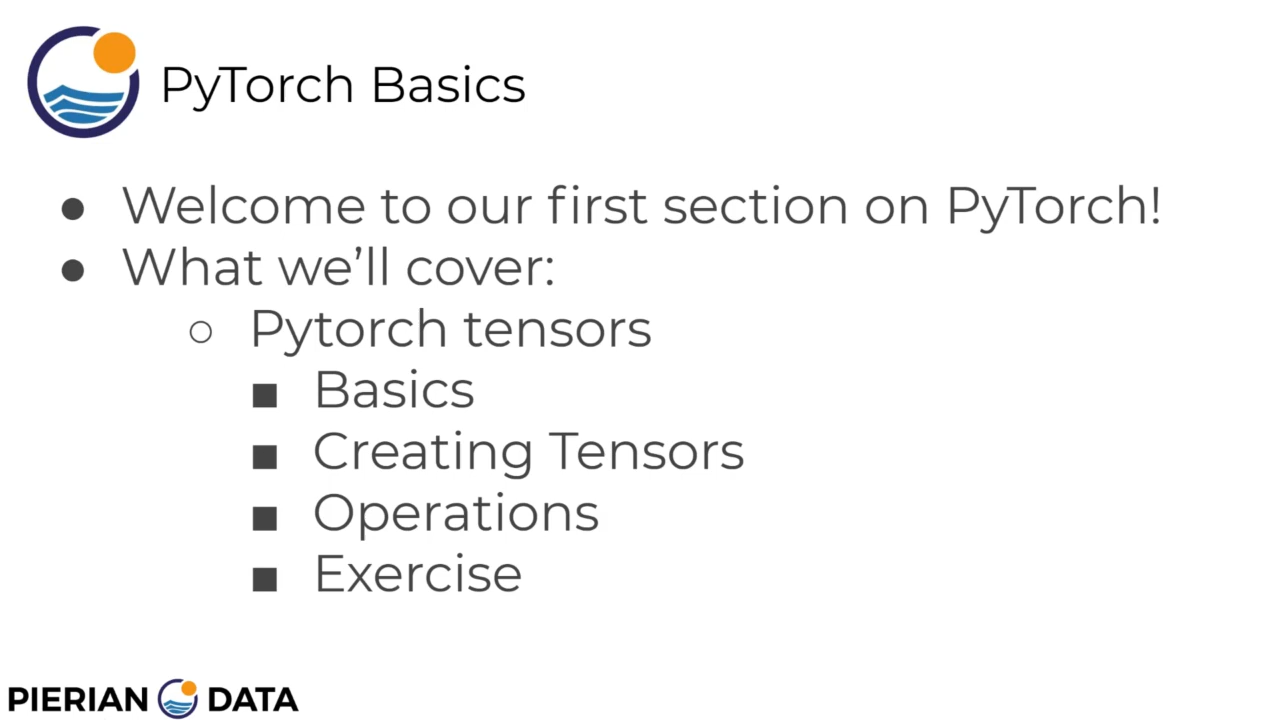 PyTorch Basics
● Welcome to our first section on PyTorch!
● What we'll cover:
○ Pytorch tensors
■ Basics
■ Creating Tensors
■ Operations
■ Exercise
PIERIAN DATA